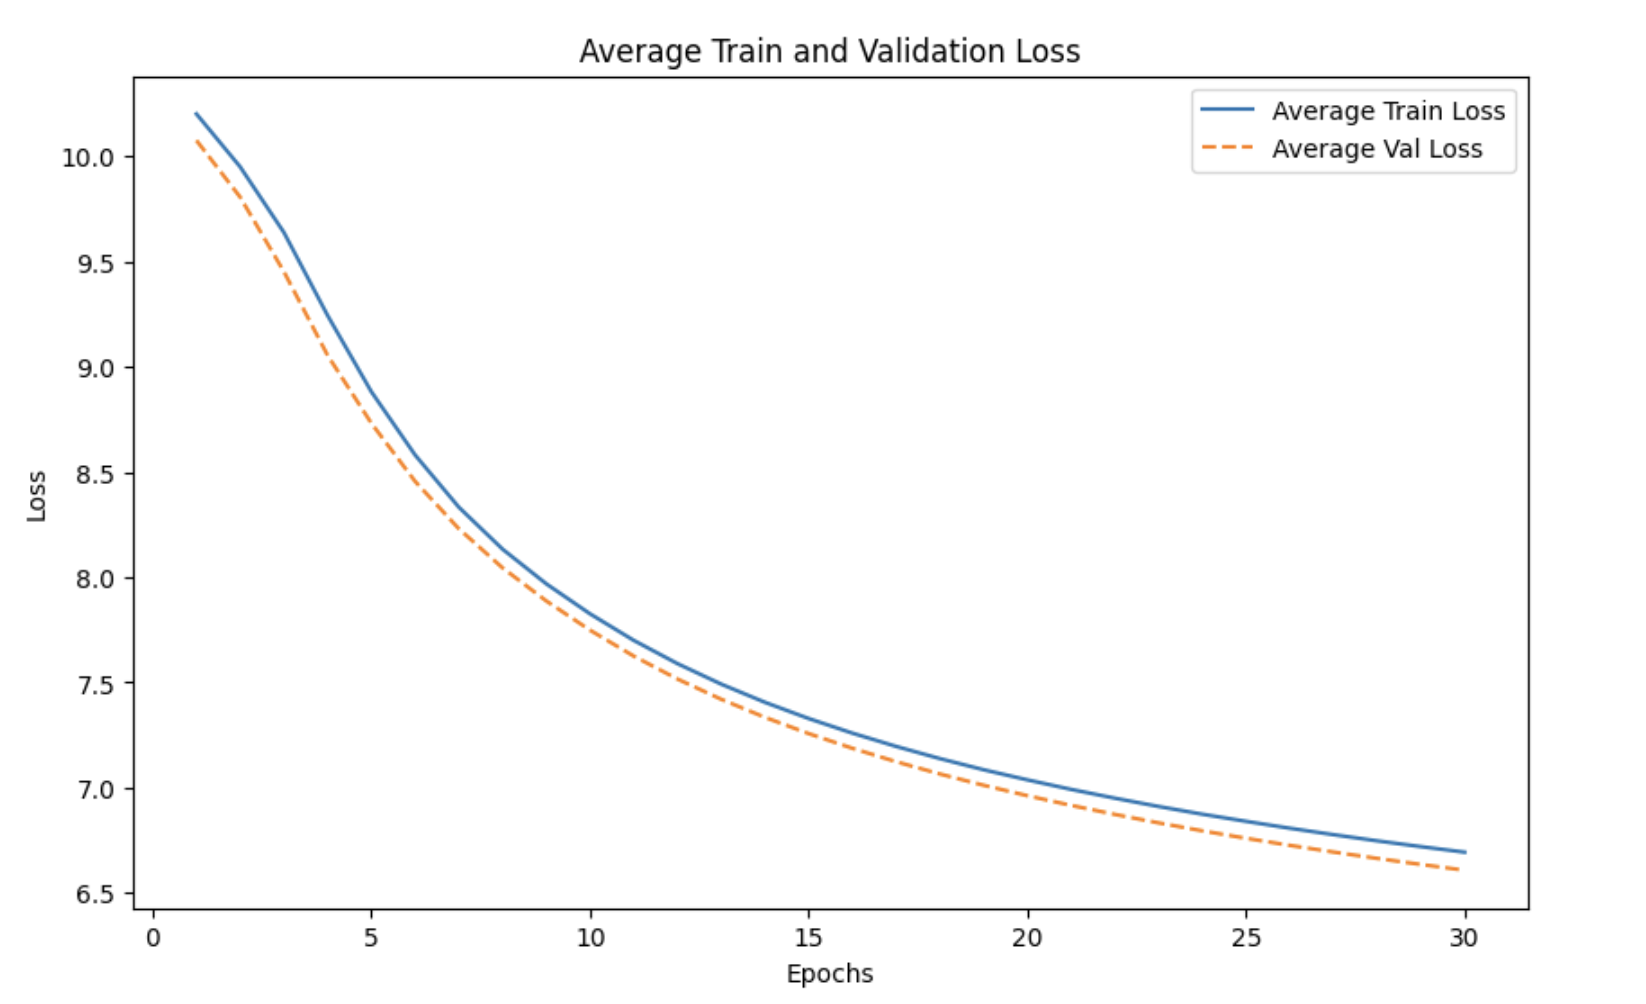 Average Train and Validation Loss
Average Train Loss
Average Val Loss
10.0
9.5
9.0
8.5
8.0
7.5
7.0
6.5
Loss
0 5 10 15 20 25 30
Epochs